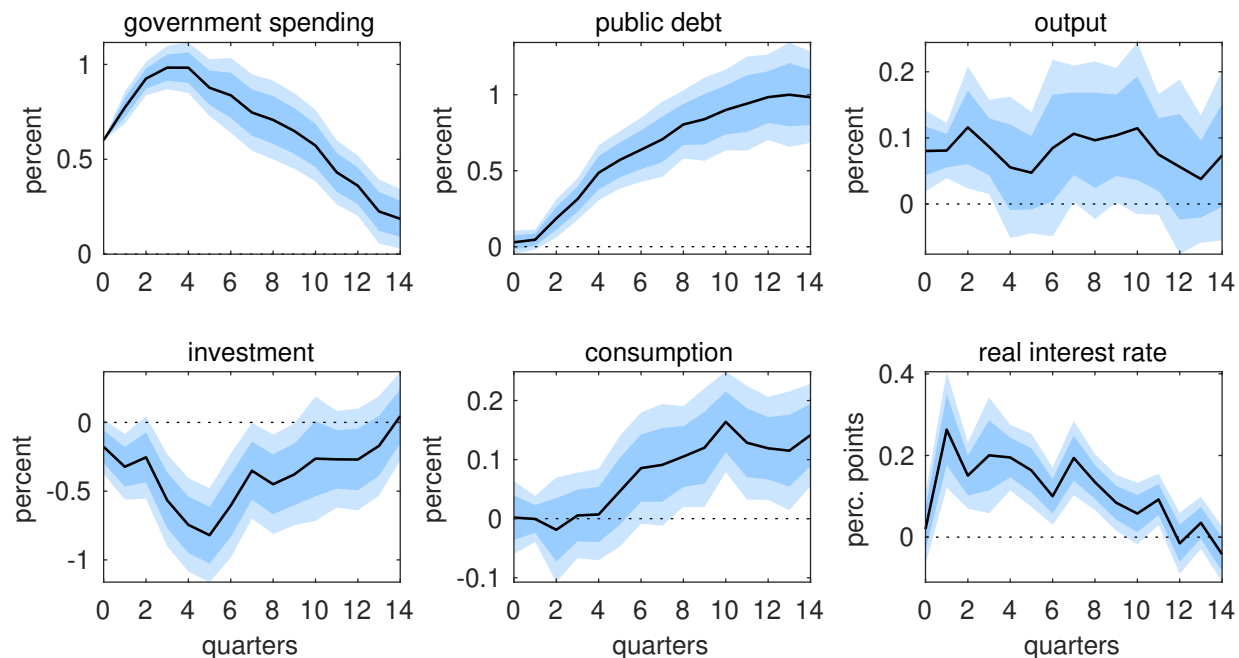 government spending
public debt
output
percent
1
0.5
0
0 2 4 6 8 10 12 14
percent
1
0.5
0
0 2 4 6 8 10 12 14
percent
0.2
0.1
0
0 2 4 6 8 10 12 14
investment
consumption
real interest rate
percent
0
-0.5
-1
0 2 4 6 8 10 12 14
quarters
percent
0.2
0.1
0
-0.1
0 2 4 6 8 10 12 14
quarters
perc. points
0.4
0.2
0
0 2 4 6 8 10 12 14
quarters